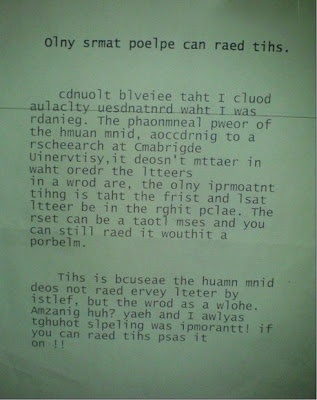 olny srmat poelpe can raed tihs.
cdnuolt blveiee taht I cluod
aulaclty uesdnatnrd waht I was
rdanieg. The phaonmneal pweor of
the hmuan mnid, aoccdrnig to a
rscheearch at Cmabrigde
Uinervtisy,it deosn't mttaer in
waht oredr the ltteers
in a wrod are, the olny iprmoatnt
tihng is taht the frist and lsat
ltteer be in the rghit pclae. The
rset can be a taotl mses and you
can still raed it wouthit a
porbelm.
Tihs is bcuseae the huamn mnid
deos not raed ervey lteter by
istlef, but the wrod as a wlohe.
Amzanig huh? yaeh and I awlyas
tghuhot slpeling was ipmorantt! if
you can raed tihs psas it
on !!